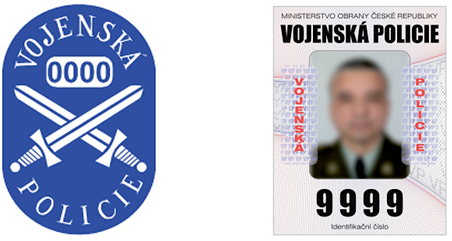 VOJENSKÁ
0000
POLICIE
MINISTERSTVO OBRANY ČESKÉ REPUBLIKY
VOJENSKÁ POLICIE
VOJENSKÁ
POLICIE
9999
Identifikační číslo